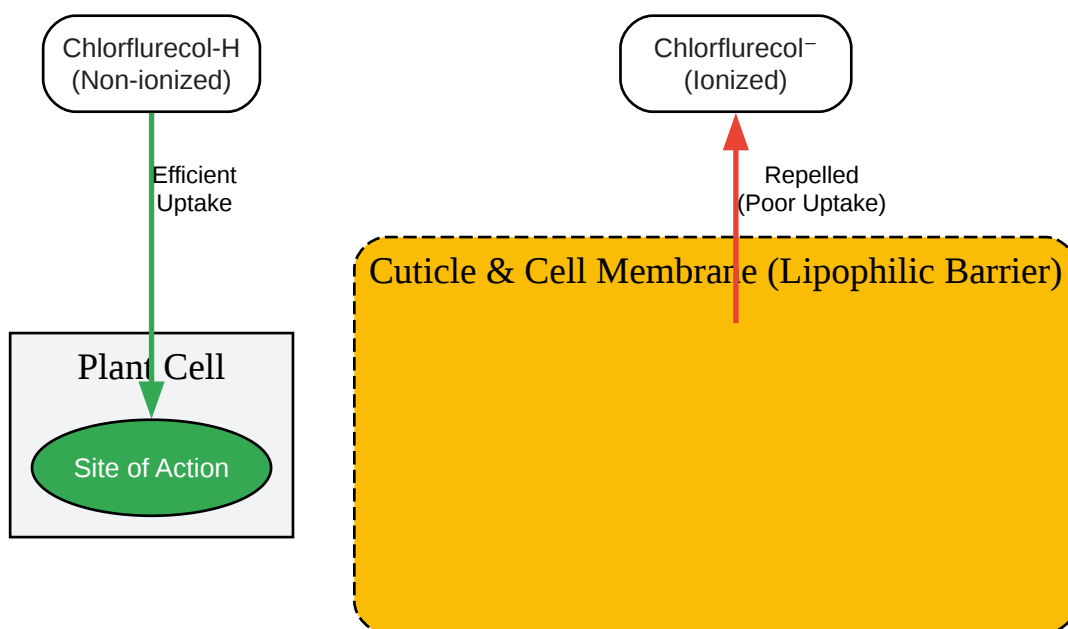 Chlorflurecol-H
(Non-ionized)
Chlorflurecol⁻
(Ionized)
Efficient
Uptake
Repelled
(Poor Uptake)
Cuticle & Cell Membrane (Lipophilic Barrier)
Plant Cell
Site of Action